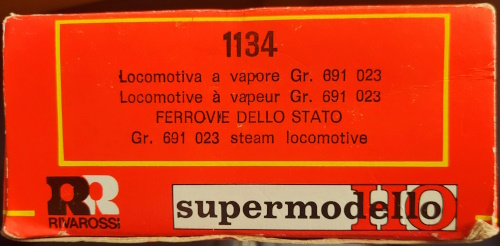 1134
Locomotiva a vapore Gr. 691 023
Locomotive à vapeur Gr. 691 023
FERROVIE DELLO STATO
Gr. 691 023 steam locomotive
RR
RIVAROSSI
supermodello HO